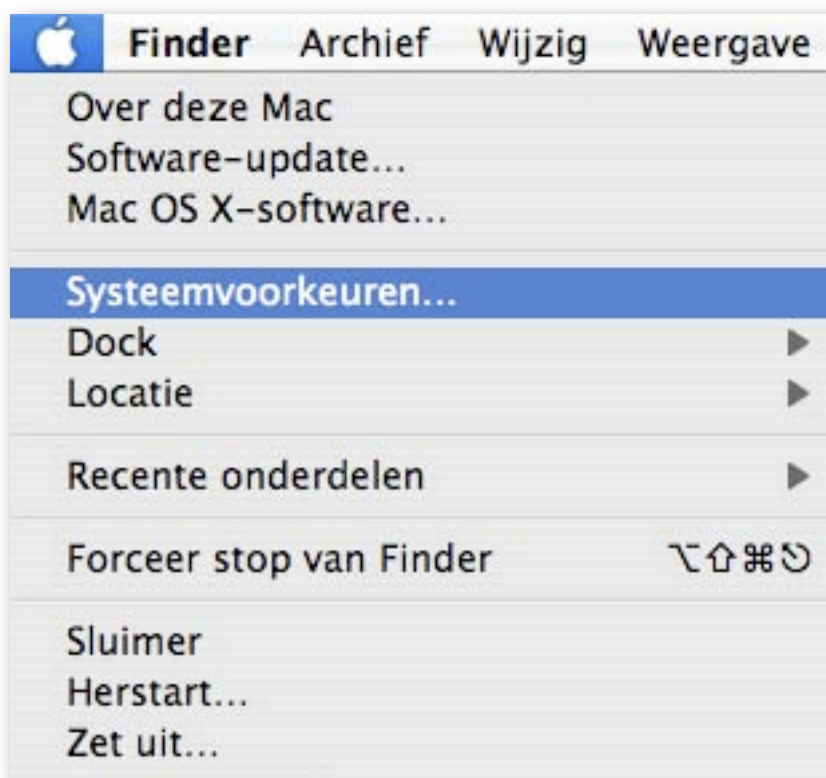 Finder Archief Wijzig Weergave
Over deze Mac
Software-update...
Mac OS X-software...
Systeemvoorkeuren...
Dock
Locatie
Recente onderdelen
Forceer stop van Finder ⌥⇧⌘⎋
Sluimer
Herstart...
Zet uit...